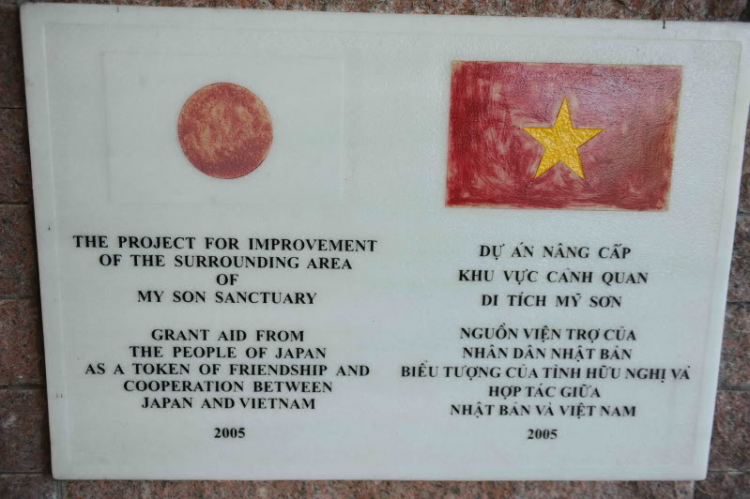 THE PROJECT FOR IMPROVEMENT
OF THE SURROUNDING AREA
OF
MY SON SANCTUARY
GRANT AID FROM
THE PEOPLE OF JAPAN
AS A TOKEN OF FRIENDSHIP AND
COOPERATION BETWEEN
JAPAN AND VIETNAM
2005
DỰ ÁN NÂNG CẤP
KHU VỰC CẢNH QUAN
DI TÍCH MỸ SƠN
NGUỒN VIỆN TRỢ CỦA
NHÂN DÂN NHẬT BẢN
BIỂU TƯỢNG CỦA TÌNH HỮU NGHỊ VÀ
HỢP TÁC GIỮA
NHẬT BẢN VÀ VIỆT NAM
2005